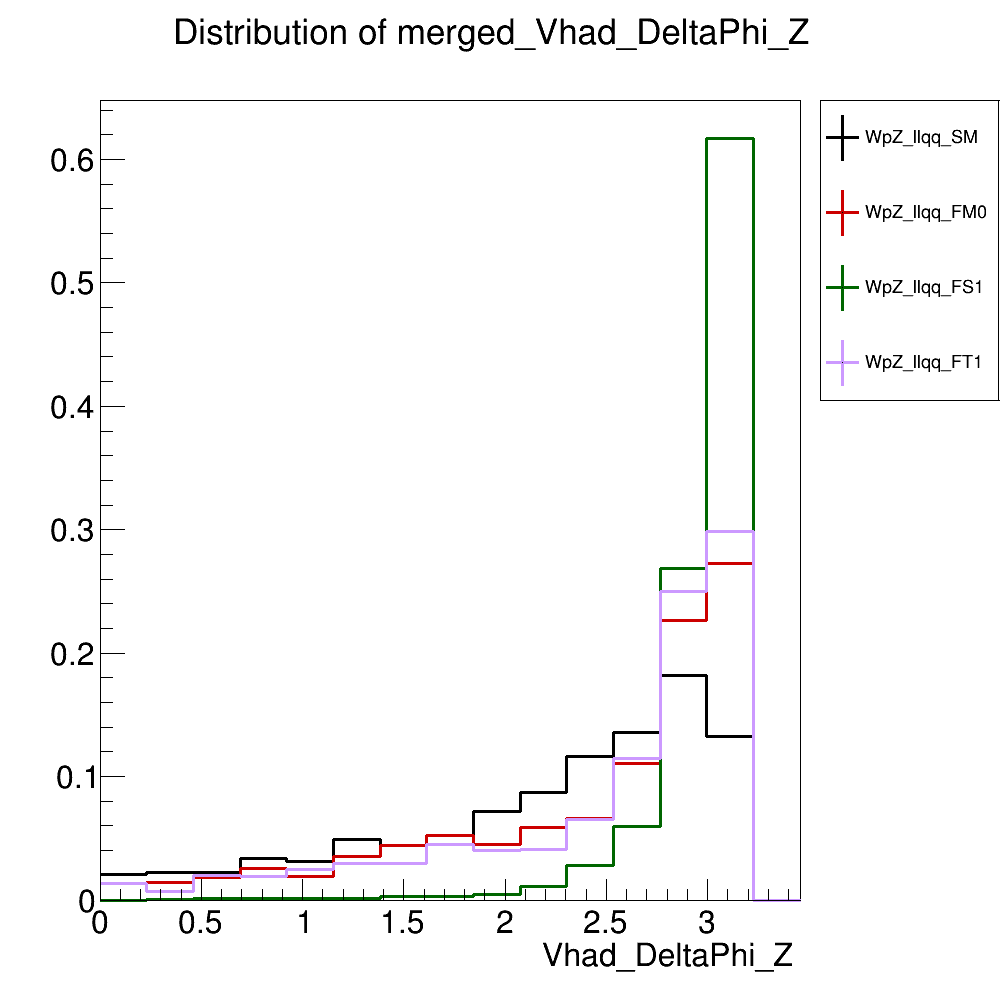 Distribution of merged_Vhad_DeltaPhi_Z
WpZ_llqq_SM
WpZ_llqq_FM0
WpZ_llqq_FS1
WpZ_llqq_FT1
0.6
0.5
0.4
0.3
0.2
0.1
0
0 0.5 1 1.5 2 2.5 3
Vhad_DeltaPhi_Z